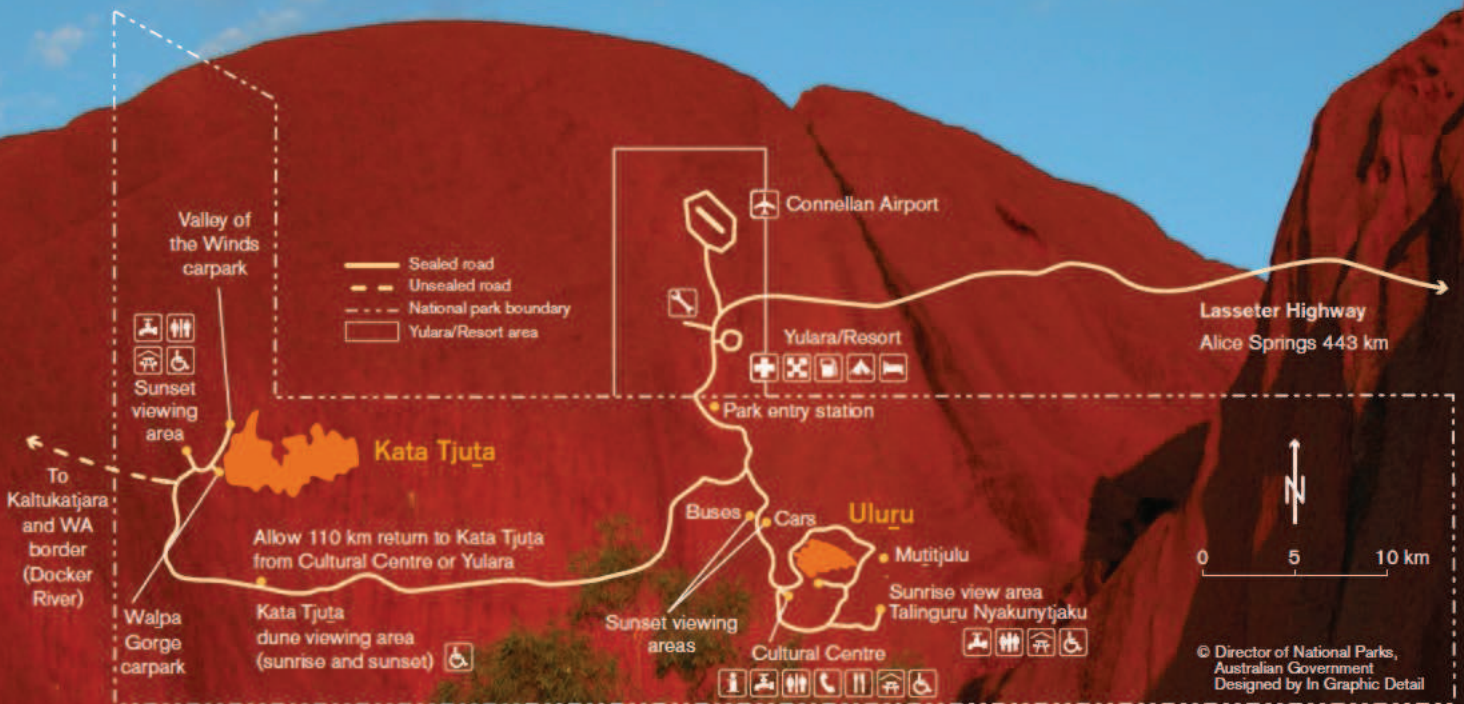 Valley of
the Winds
carpark
Sealed road
Unsealed road
National park boundary
Yulara/Resort area
Connellan Airport
Lasseter Highway
Alice Springs 443 km
Yulara/Resort
Park entry station
Sunset
viewing
area
Kata Tjuṯa
To
Kaltukatjara
and WA
border
(Docker
River)
Allow 110 km return to Kata Tjuṯa
from Cultural Centre or Yulara
Buses
Cars
Uluṟu
Muṯitjulu
N
0 5 10 km
Walpa
Gorge
carpark
Kata Tjuṯa
dune viewing area
(sunrise and sunset)
Sunset viewing
areas
Sunrise view area
Talinguṟu Nyakunytjaku
Cultural Centre
i
© Director of National Parks,
Australian Government
Designed by In Graphic Detail